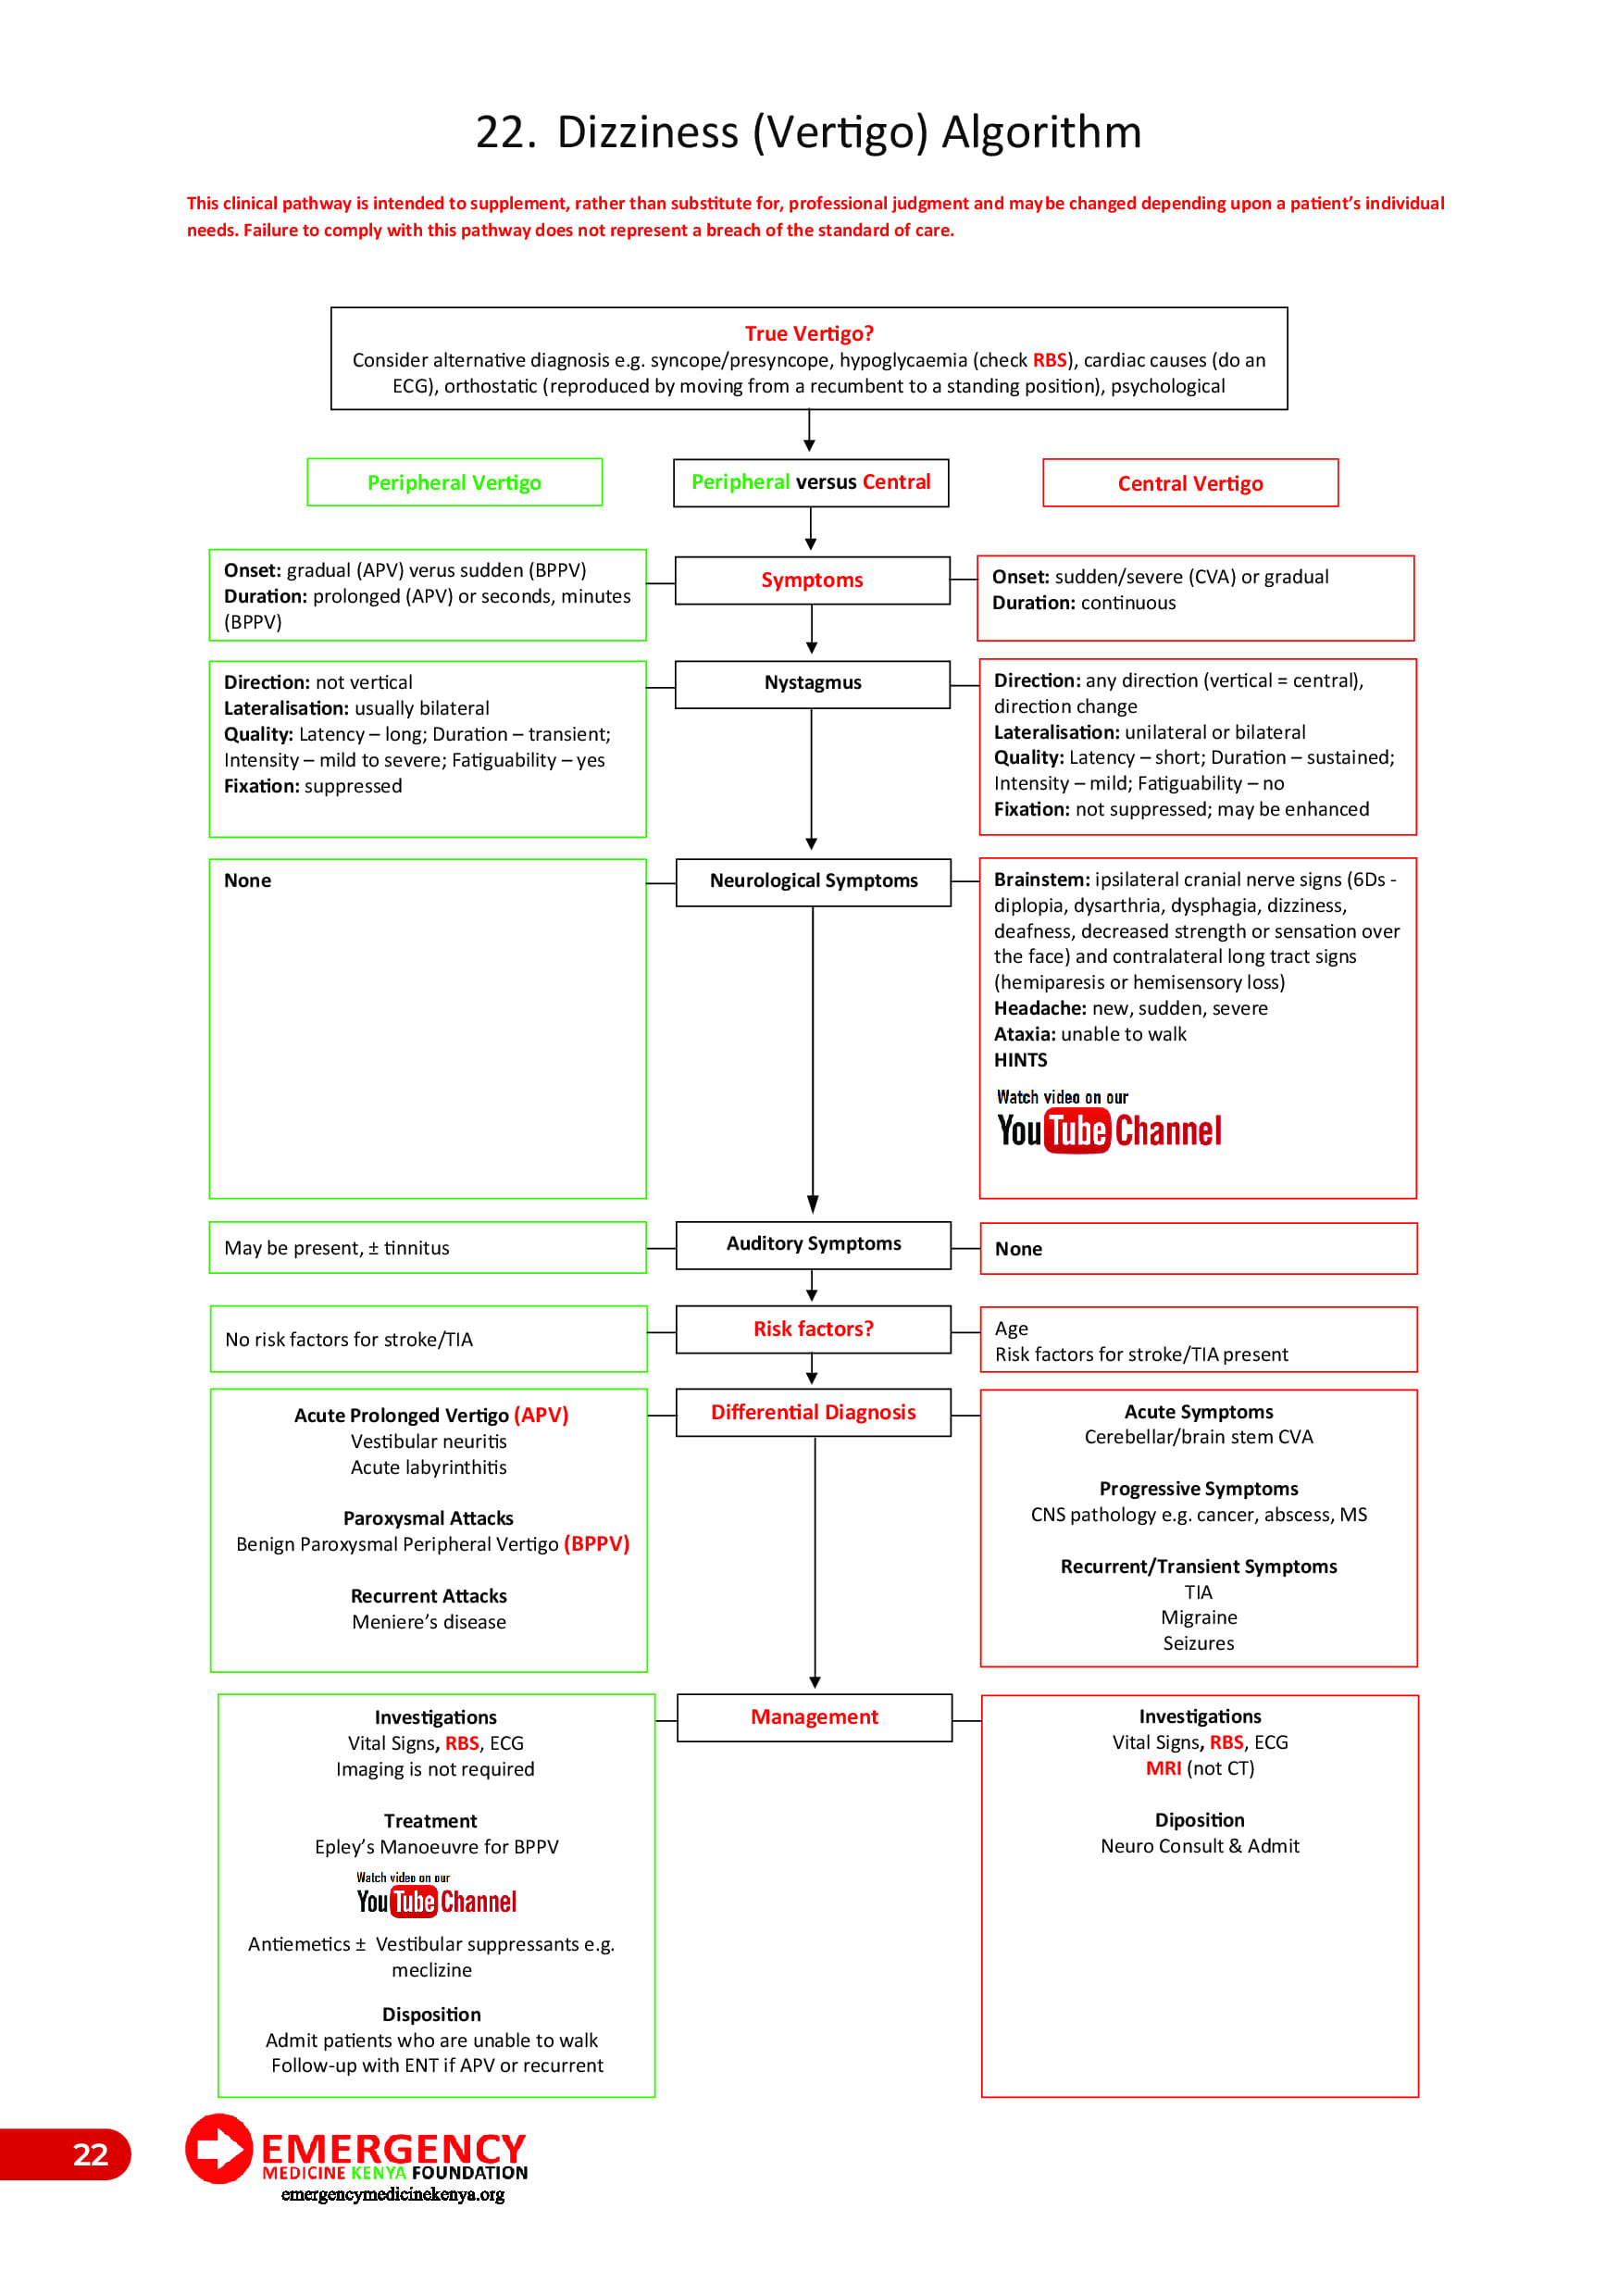 22. Dizziness (Vertigo) Algorithm
This clinical pathway is intended to supplement, rather than substitute for, professional judgment and may be changed depending upon a patient’s individual
needs. Failure to comply with this pathway does not represent a breach of the standard of care.
True Vertigo?
Consider alternative diagnosis e.g. syncope/presyncope, hypoglycaemia (check RBS), cardiac causes (do an
ECG), orthostatic (reproduced by moving from a recumbent to a standing position), psychological
Peripheral Vertigo
Peripheral versus Central
Central Vertigo
Onset: gradual (APV) verus sudden (BPPV)
Duration: prolonged (APV) or seconds, minutes
(BPPV)
Symptoms
Onset: sudden/severe (CVA) or gradual
Duration: continuous
Direction: not vertical
Lateralisation: usually bilateral
Quality: Latency – long; Duration – transient;
Intensity – mild to severe; Fatiguability – yes
Fixation: suppressed
Nystagmus
Direction: any direction (vertical = central),
direction change
Lateralisation: unilateral or bilateral
Quality: Latency – short; Duration – sustained;
Intensity – mild; Fatiguability – no
Fixation: not suppressed; may be enhanced
None
Neurological Symptoms
Brainstem: ipsilateral cranial nerve signs (6Ds -
diplopia, dysarthria, dysphagia, dizziness,
deafness, decreased strength or sensation over
the face) and contralateral long tract signs
(hemiparesis or hemisensory loss)
Headache: new, sudden, severe
Ataxia: unable to walk
HINTS
Watch video on our
YouTube Channel
May be present, ± tinnitus
Auditory Symptoms
None
No risk factors for stroke/TIA
Risk factors?
Age
Risk factors for stroke/TIA present
Acute Prolonged Vertigo (APV)
Vestibular neuritis
Acute labyrinthitis
Paroxysmal Attacks
Benign Paroxysmal Peripheral Vertigo (BPPV)
Recurrent Attacks
Meniere’s disease
Differential Diagnosis
Acute Symptoms
Cerebellar/brain stem CVA
Progressive Symptoms
CNS pathology e.g. cancer, abscess, MS
Recurrent/Transient Symptoms
TIA
Migraine
Seizures
Investigations
Vital Signs, RBS, ECG
Imaging is not required
Treatment
Epley’s Manoeuvre for BPPV
Watch video on our
YouTube Channel
Antiemetics ± Vestibular suppressants e.g.
meclizine
Disposition
Admit patients who are unable to walk
Follow-up with ENT if APV or recurrent
Management
Investigations
Vital Signs, RBS, ECG
MRI (not CT)
Diposition
Neuro Consult & Admit
22
EMERGENCY
MEDICINE KENYA FOUNDATION
emergencymedicinekenya.org